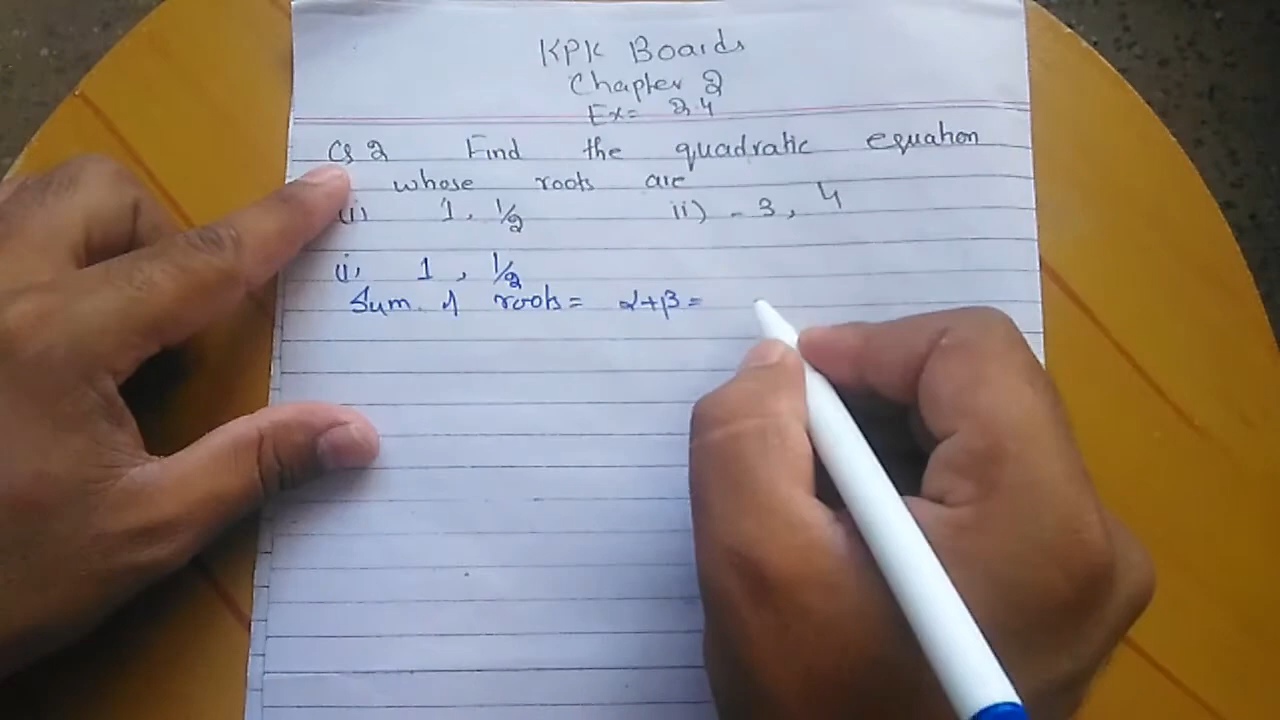 KPK Boards
Chapter 2
Ex= 2.4
Q 2 Find the quadratic equation
whose roots are
(i) 1, 1/2 ii) -3, 4
(i) 1, 1/2
Sum of roots = α+β =